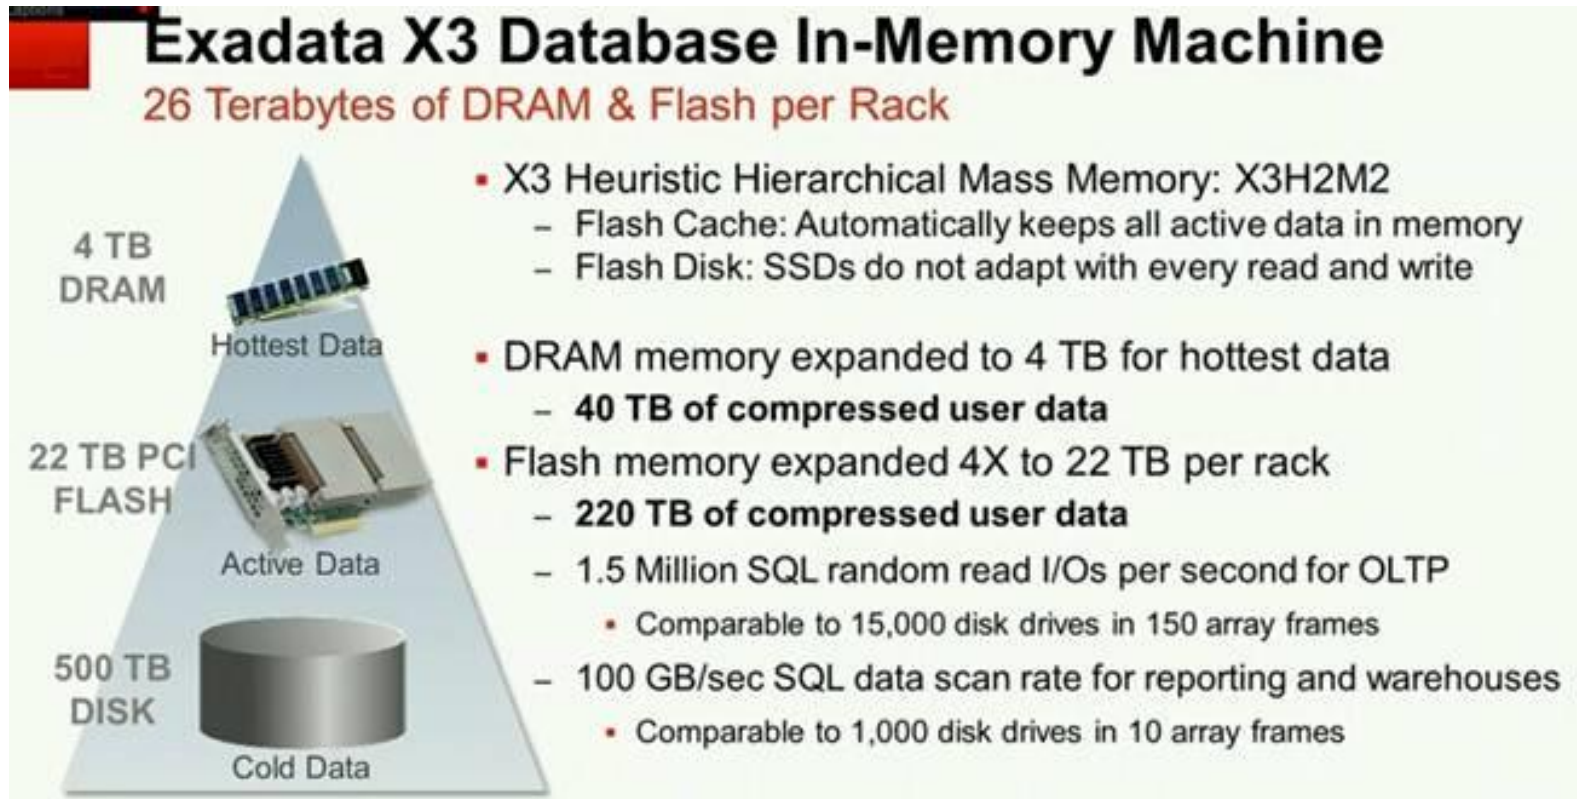 Exadata X3 Database In-Memory Machine
26 Terabytes of DRAM & Flash per Rack
4 TB
DRAM
Hottest Data
22 TB PCI
FLASH
Active Data
500 TB
DISK
Cold Data
▪ X3 Heuristic Hierarchical Mass Memory: X3H2M2
– Flash Cache: Automatically keeps all active data in memory
– Flash Disk: SSDs do not adapt with every read and write
▪ DRAM memory expanded to 4 TB for hottest data
– 40 TB of compressed user data
▪ Flash memory expanded 4X to 22 TB per rack
– 220 TB of compressed user data
– 1.5 Million SQL random read I/Os per second for OLTP
▪ Comparable to 15,000 disk drives in 150 array frames
– 100 GB/sec SQL data scan rate for reporting and warehouses
▪ Comparable to 1,000 disk drives in 10 array frames